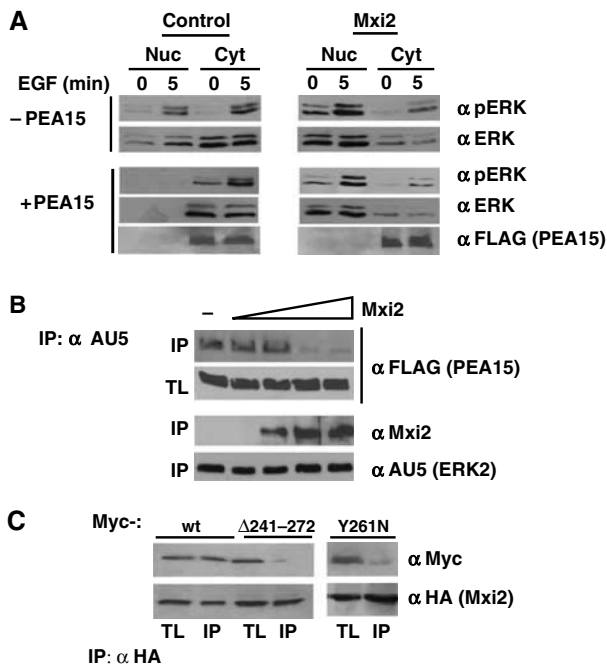 A
Control Mxi2
Nuc Cyt Nuc Cyt
EGF (min) 0 5 0 5 0 5 0 5
– PEA15
α pERK
α ERK
+PEA15
α pERK
α ERK
α FLAG (PEA15)
B
– Mxi2
IP: α AU5
IP
α FLAG (PEA15)
TL
IP α Mxi2
IP α AU5 (ERK2)
C
Myc-: wt Δ241–272 Y261N
α Myc
α HA (Mxi2)
TL IP TL IP TL IP
IP: α HA